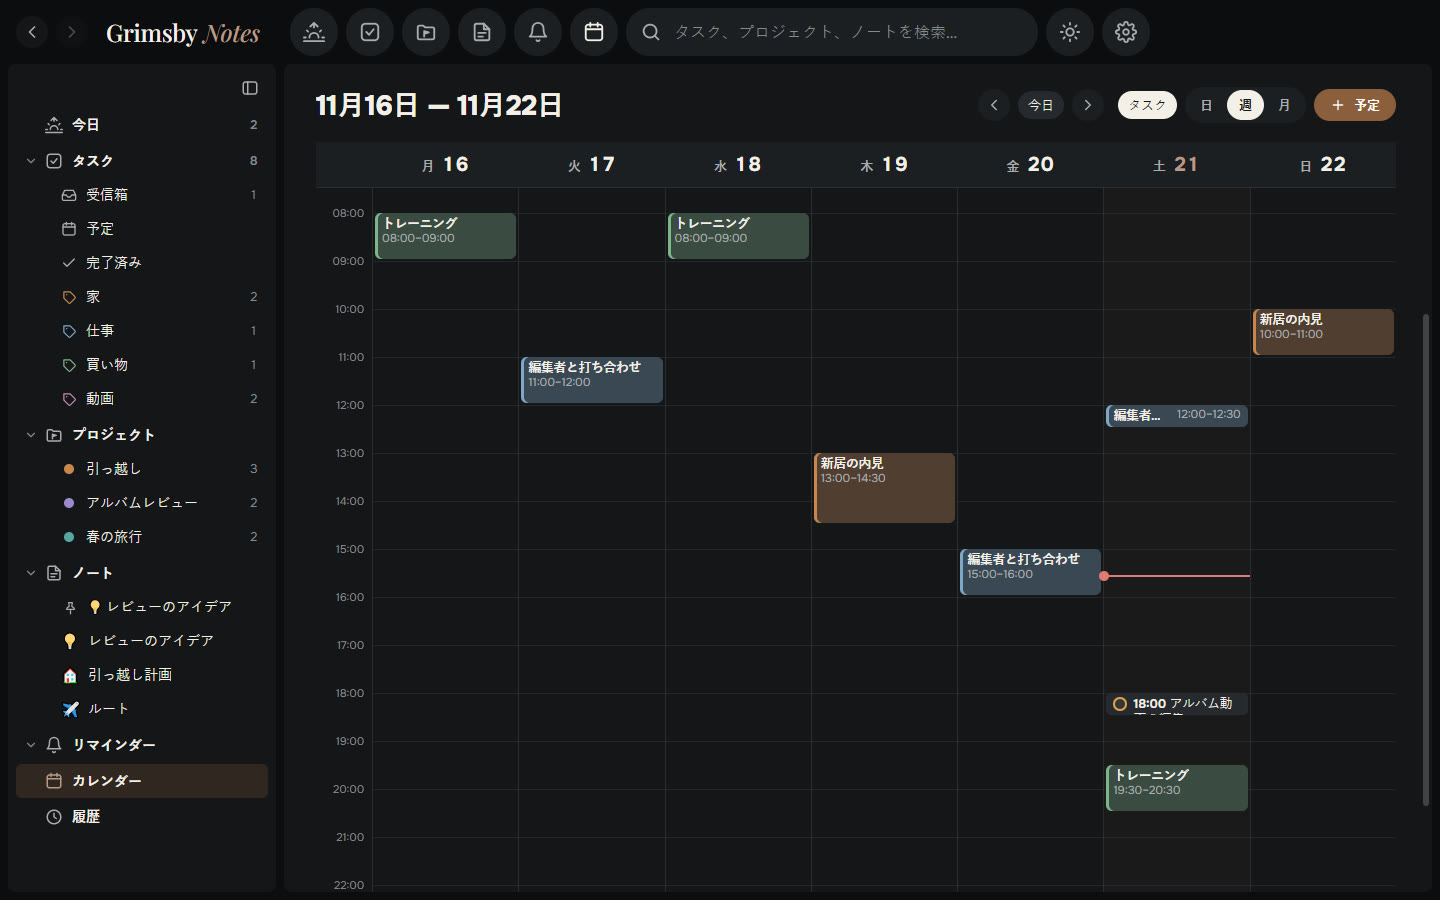 Grimsby Notes
タスク、プロジェクト、ノートを検索...
今日 2
タスク 8
受信箱 1
予定
完了済み
家 2
仕事 1
買い物 1
動画 2
プロジェクト
引っ越し 3
アルバムレビュー 2
春の旅行 2
ノート
💡 レビューのアイデア
💡 レビューのアイデア
🏠 引っ越し計画
✈️ ルート
リマインダー
カレンダー
履歴
11月16日 — 11月22日
今日
タスク
日 週 月
+ 予定
月 16 火 17 水 18 木 19 金 20 土 21 日 22
08:00
トレーニング
08:00–09:00
トレーニング
08:00–09:00
09:00
10:00
新居の内見
10:00–11:00
11:00
編集者と打ち合わせ
11:00–12:00
12:00
編集者... 12:00–12:30
13:00
新居の内見
13:00–14:30
14:00
15:00
編集者と打ち合わせ
15:00–16:00
16:00
17:00
18:00
18:00 アルバム動
19:00
トレーニング
19:30–20:30
20:00
21:00
22:00